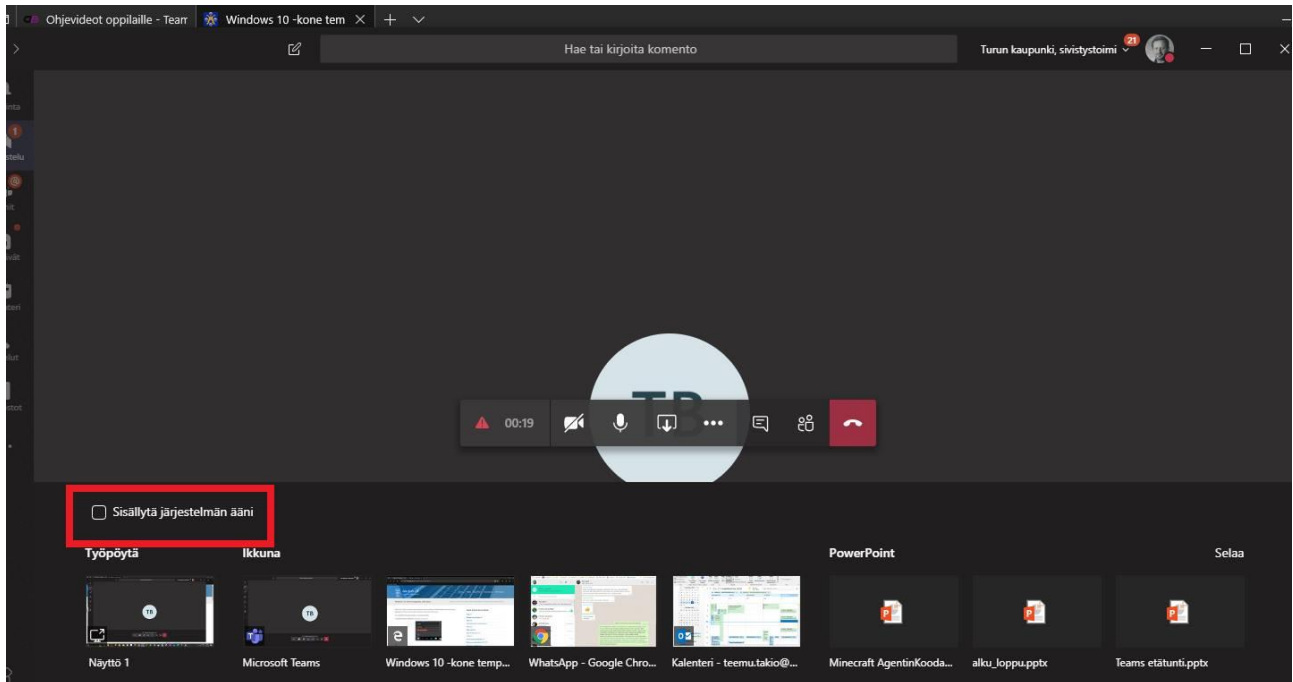 Ohjevideot oppilaille - Team
Windows 10 -kone tem
Hae tai kirjoita komento
Turun kaupunki, sivistystoimi
21
1
TB
00:19
Sisällytä järjestelmän ääni
Työpöytä
Ikkuna
PowerPoint
Selaa
TB
TB
Näyttö 1
Microsoft Teams
Windows 10 -kone temp...
WhatsApp - Google Chro...
Kalenteri - teemu.takio@...
Minecraft AgentinKooda...
alku_loppu.pptx
Teams etätunti.pptx